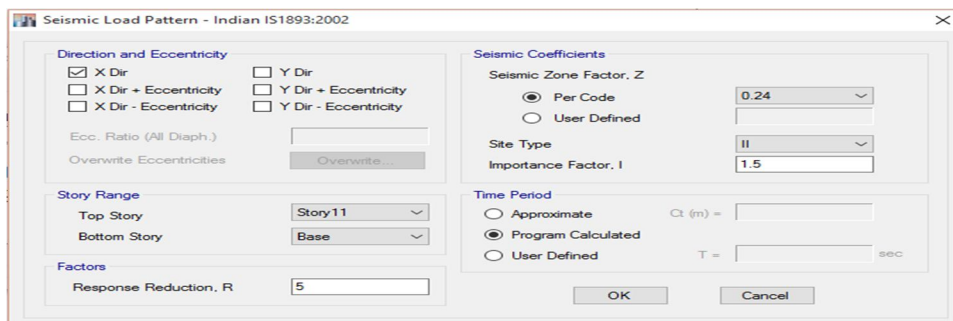 Seismic Load Pattern - Indian IS1893:2002
Direction and Eccentricity
X Dir Y Dir
X Dir + Eccentricity Y Dir + Eccentricity
X Dir - Eccentricity Y Dir - Eccentricity
Ecc. Ratio (All Diaph.)
Overwrite Eccentricities Overwrite...
Story Range
Top Story Story11
Bottom Story Base
Factors
Response Reduction, R 5
Seismic Coefficients
Seismic Zone Factor, Z
Per Code 0.24
User Defined
Site Type II
Importance Factor, I 1.5
Time Period
Approximate Ct (m) =
Program Calculated
User Defined T = sec
OK Cancel